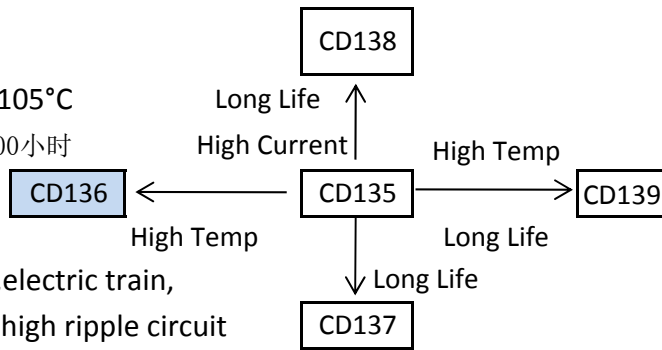 CD138
105°C
Long Life
00小时
High Current
High Temp
CD136
CD135
CD139
High Temp
Long Life
electric train,
Long Life
high ripple circuit
CD137